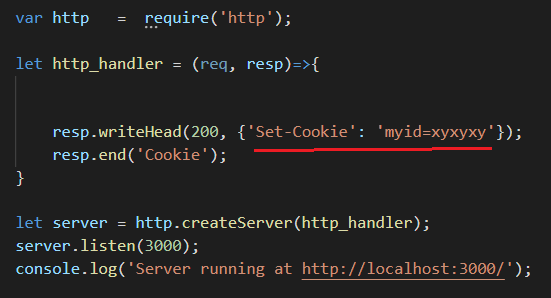 var http   =  require('http');
let http_handler = (req, resp)=>{
resp.writeHead(200, {'Set-Cookie': 'myid=xyxyxy'});
resp.end('Cookie');
}
let server = http.createServer(http_handler);
server.listen(3000);
console.log('Server running at http://localhost:3000/');